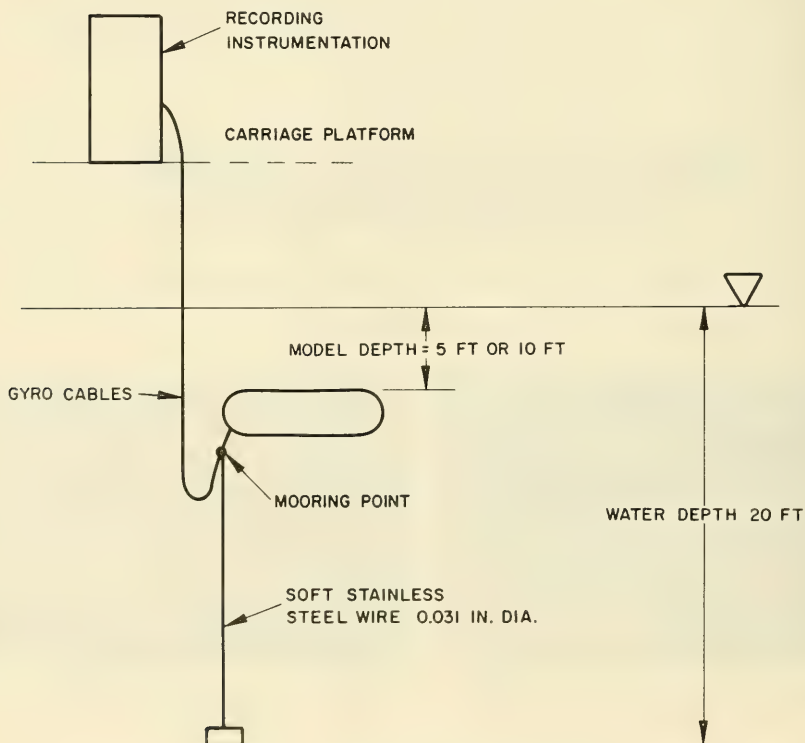 RECORDING
INSTRUMENTATION
CARRIAGE PLATFORM
MODEL DEPTH = 5 FT OR 10 FT
GYRO CABLES
MOORING POINT
WATER DEPTH 20 FT
SOFT STAINLESS
STEEL WIRE 0.031 IN. DIA.